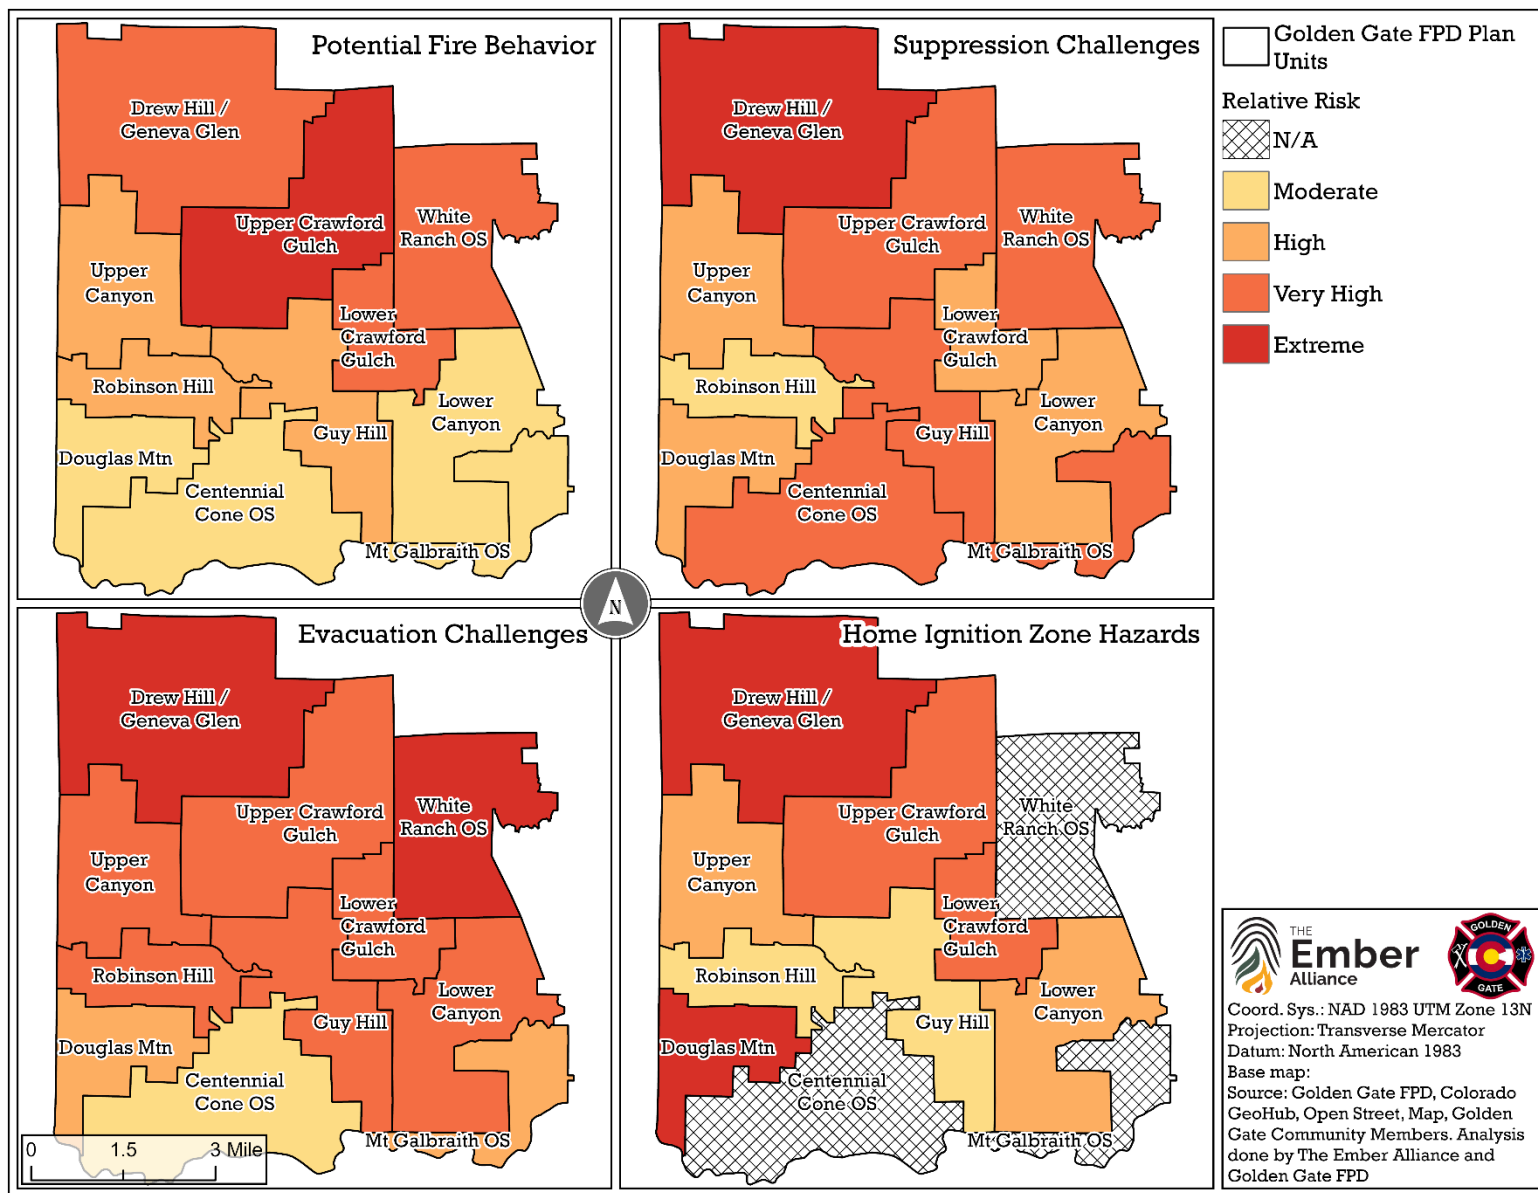 Potential Fire Behavior
Drew Hill /
Geneva Glen
Upper Crawford
Gulch
White
Ranch OS
Upper
Canyon
Lower
Crawford
Gulch
Robinson Hill
Lower
Canyon
Guy Hill
Douglas Mtn
Centennial
Cone OS
Mt Galbraith OS
Suppression Challenges
Drew Hill /
Geneva Glen
Upper Crawford
Gulch
White
Ranch OS
Upper
Canyon
Lower
Crawford
Gulch
Robinson Hill
Lower
Canyon
Guy Hill
Douglas Mtn
Centennial
Cone OS
Mt Galbraith OS
N
Evacuation Challenges
Drew Hill /
Geneva Glen
Upper Crawford
Gulch
White
Ranch OS
Upper
Canyon
Lower
Crawford
Gulch
Robinson Hill
Lower
Canyon
Guy Hill
Douglas Mtn
Centennial
Cone OS
Mt Galbraith OS
0 1.5 3 Mile
Home Ignition Zone Hazards
Drew Hill /
Geneva Glen
Upper Crawford
Gulch
White
Ranch OS
Upper
Canyon
Lower
Crawford
Gulch
Robinson Hill
Lower
Canyon
Guy Hill
Douglas Mtn
Centennial
Cone OS
Mt Galbraith OS
Golden Gate FPD Plan
Units
Relative Risk
N/A
Moderate
High
Very High
Extreme
THE
Ember
Alliance
GOLDEN
GATE
Coord. Sys.: NAD 1983 UTM Zone 13N
Projection: Transverse Mercator
Datum: North American 1983
Base map:
Source: Golden Gate FPD, Colorado
GeoHub, Open Street, Map, Golden
Gate Community Members. Analysis
done by The Ember Alliance and
Golden Gate FPD